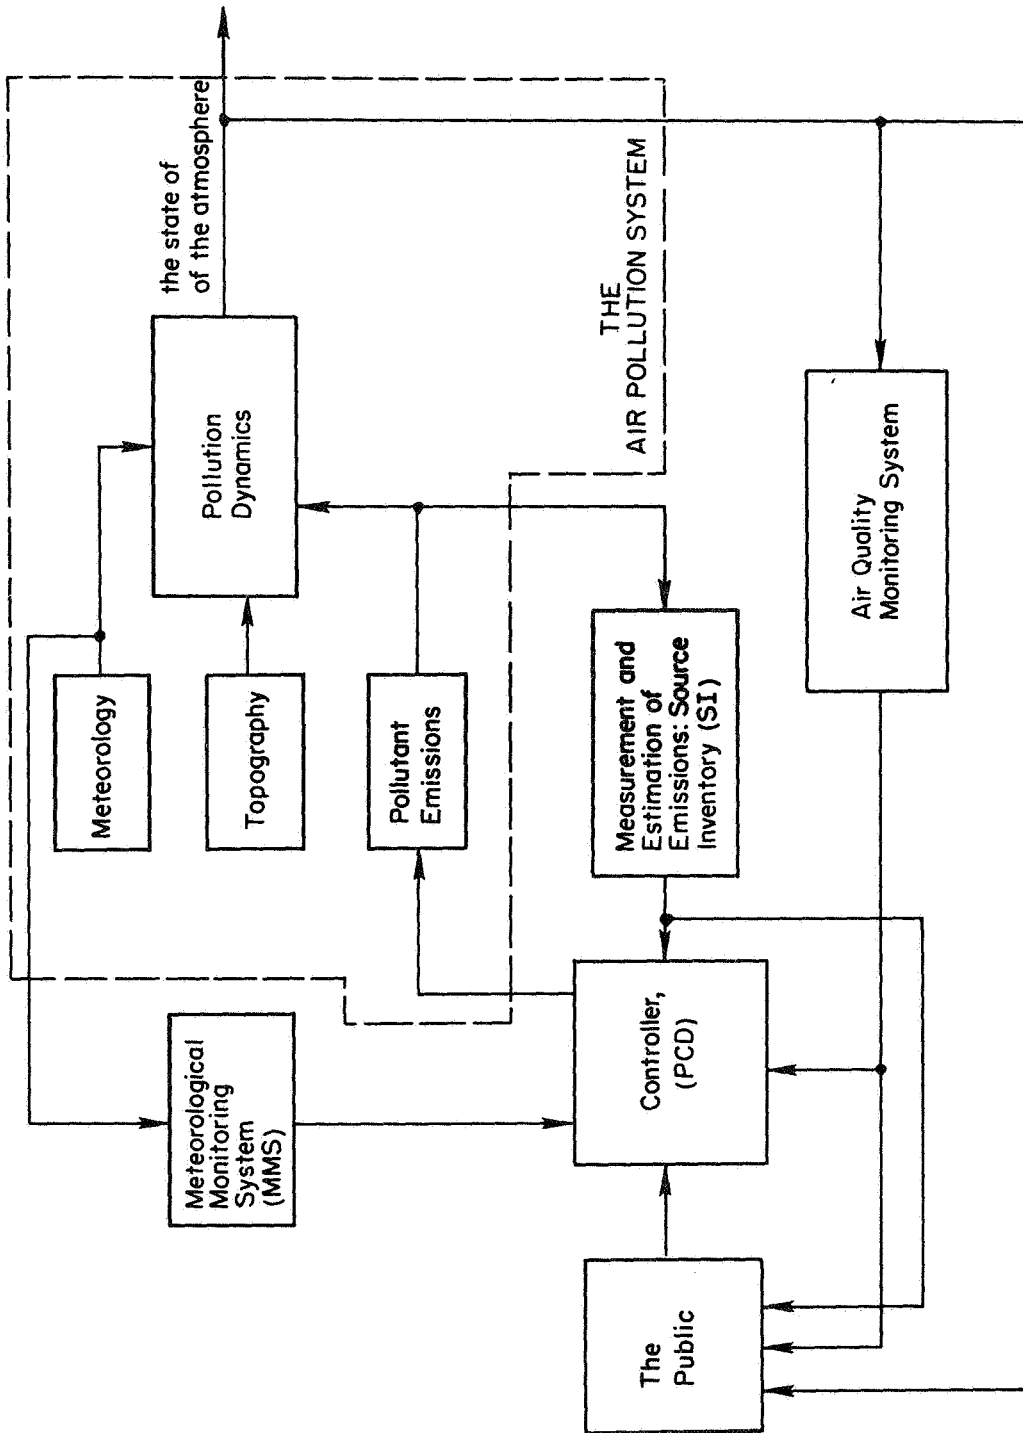 the state of
of the atmosphere
Meteorology
Pollution
Dynamics
Topography
Pollutant
Emissions
THE
AIR POLLUTION SYSTEM
Meteorological
Monitoring
System
(MMS)
Measurement and
Estimation of
Emissions: Source
Inventory (SI)
Controller,
(PCD)
The
Public
Air Quality
Monitoring System